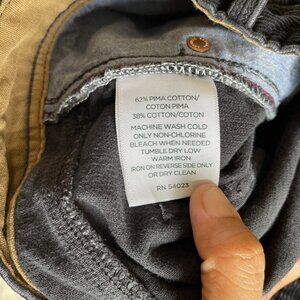 62% PIMA COTTON/
COTON PIMA
38% COTTON/COTON
MACHINE WASH COLD
ONLY NON-CHLORINE
BLEACH WHEN NEEDED
TUMBLE DRY LOW
WARM IRON
IRON ON REVERSE SIDE ONLY
OR DRY CLEAN
RN 54023